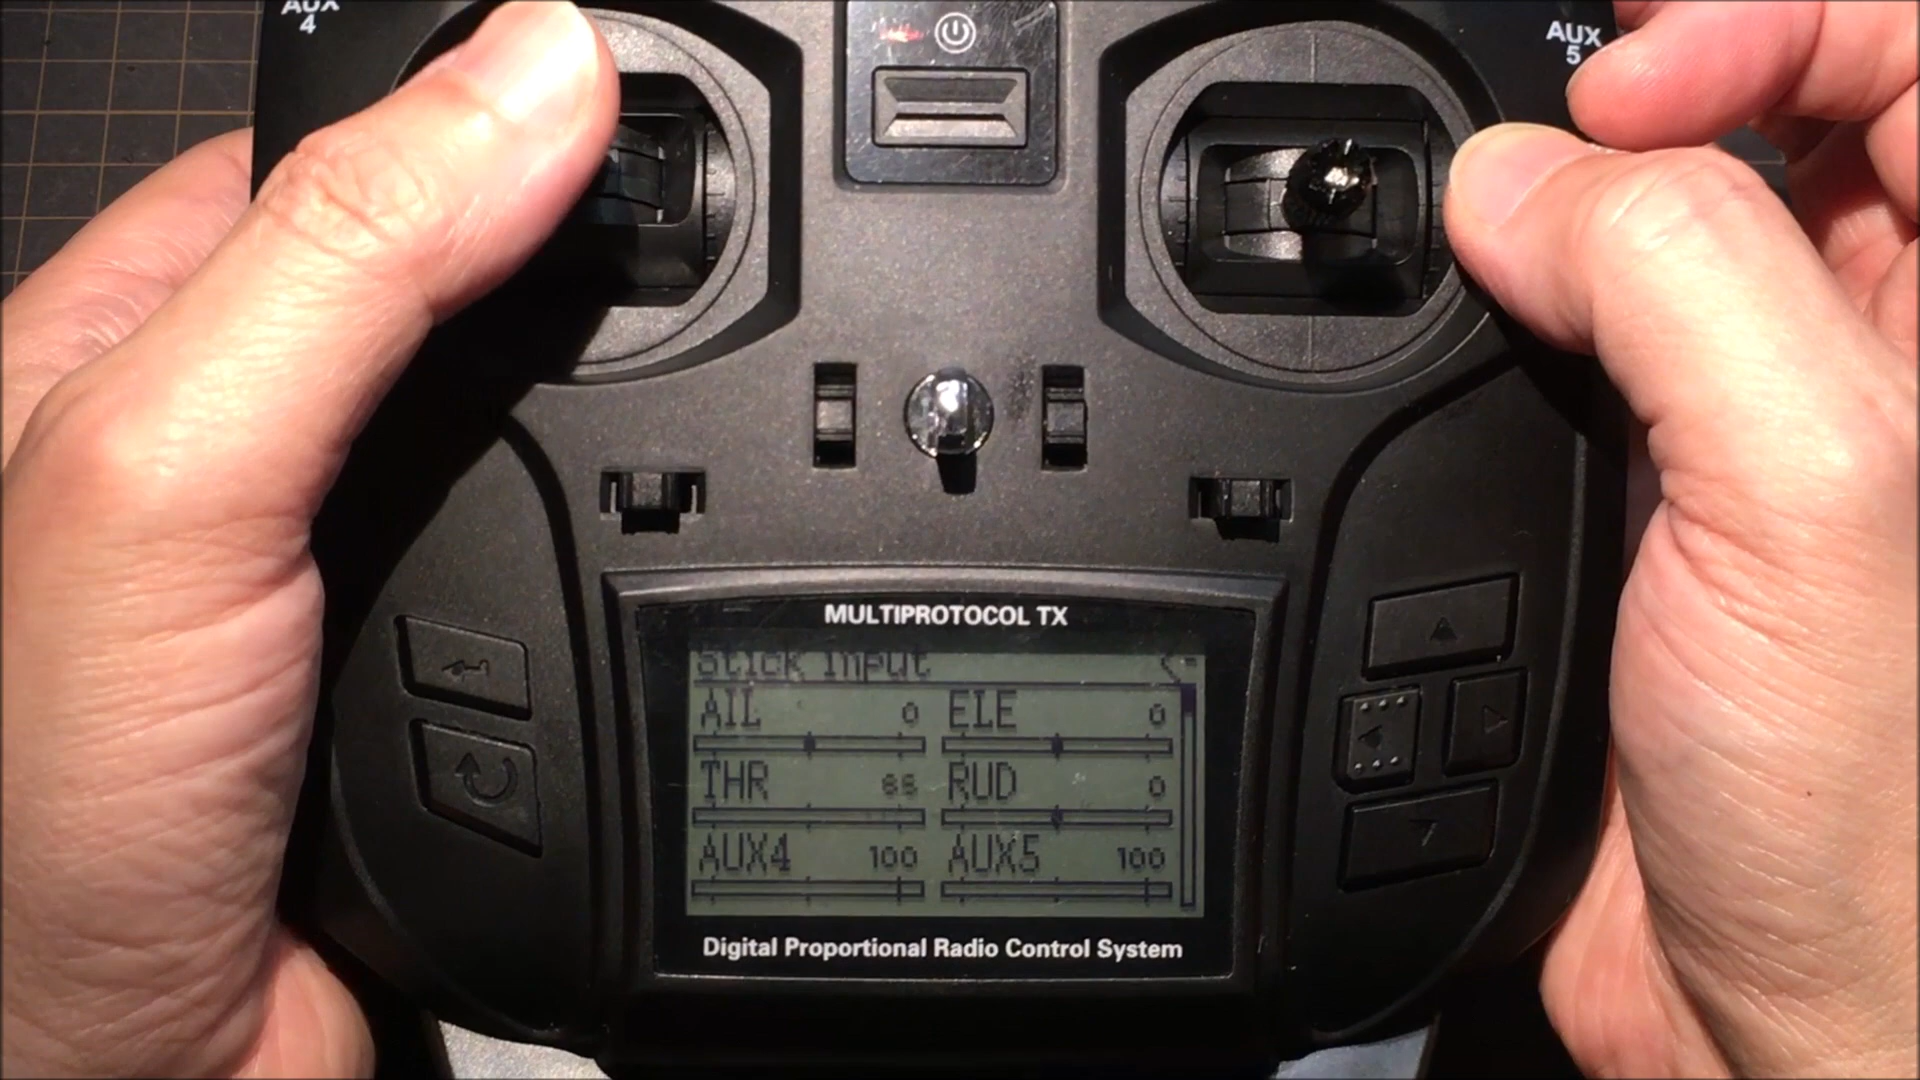 AUX
4
AUX
5
MULTIPROTOCOL TX
Stick Input
AIL 0 ELE 0
THR RUD 0
AUX4 100 AUX5 100
Digital Proportional Radio Control System